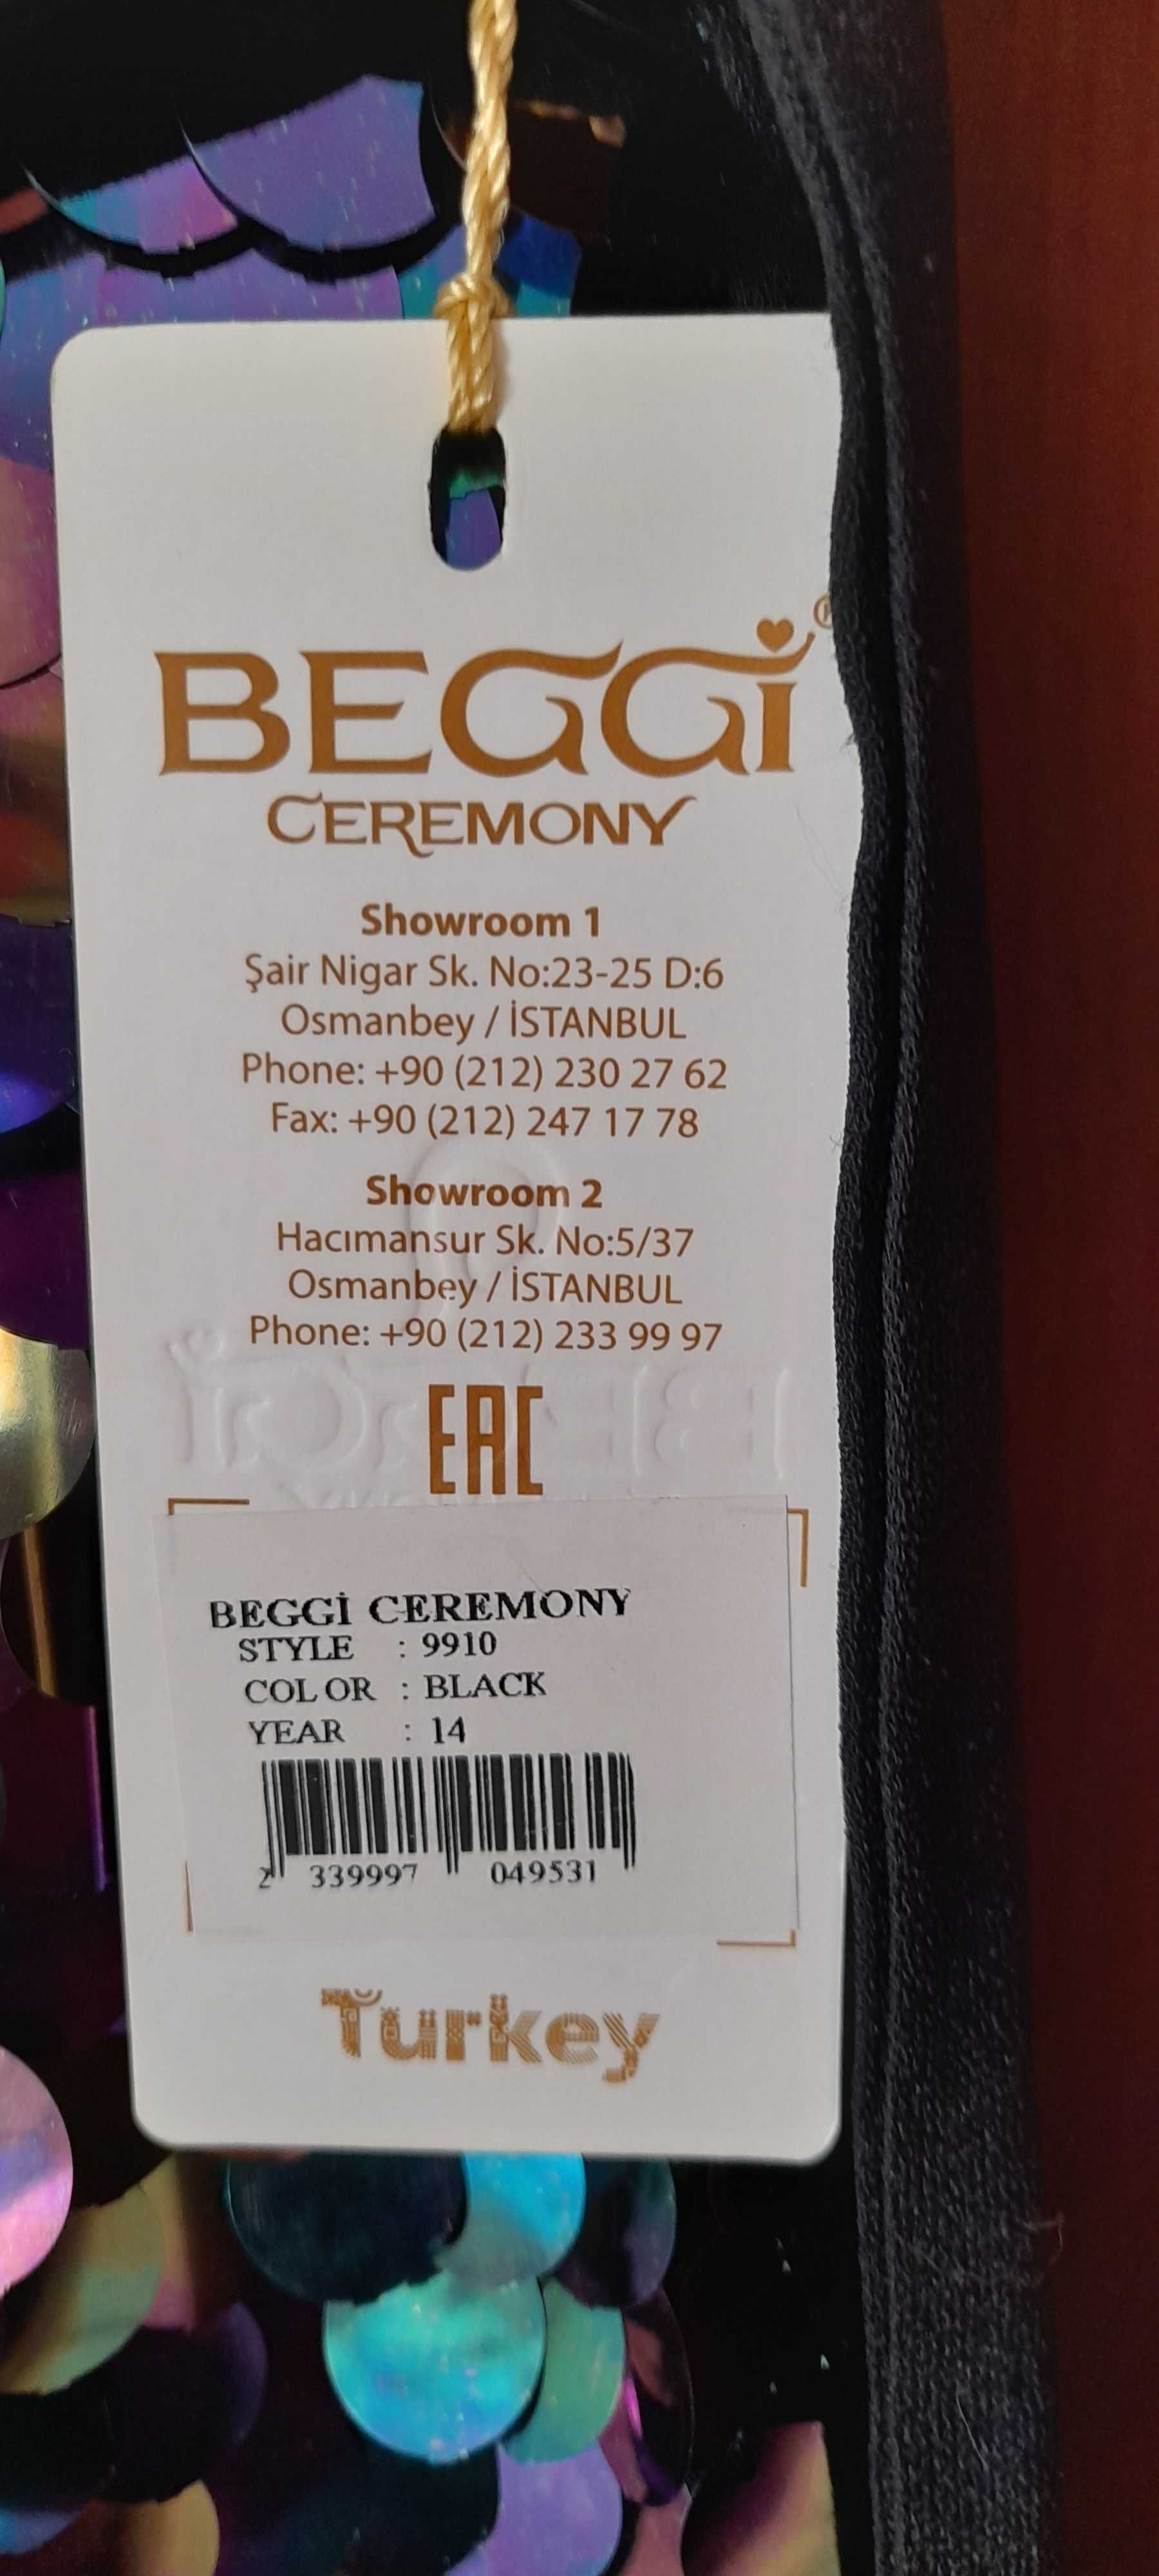 BEGGİ®
CEREMONY
Showroom 1
Şair Nigar Sk. No:23-25 D:6
Osmanbey / İSTANBUL
Phone: +90 (212) 230 27 62
Fax: +90 (212) 247 17 78
Showroom 2
Hacımansur Sk. No:5/37
Osmanbey / İSTANBUL
Phone: +90 (212) 233 99 97
EAC
BEGGİ CEREMONY
STYLE : 9910
COLOR : BLACK
YEAR : 14
2 339997 049531
Turkey